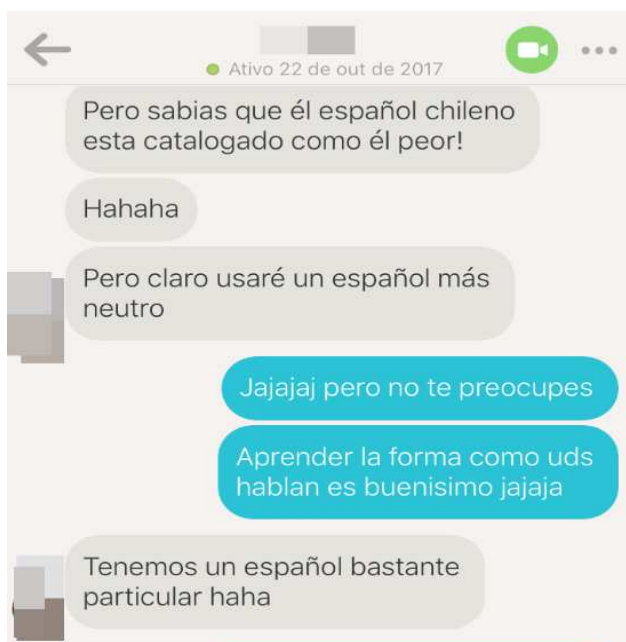 Ativo 22 de out de 2017
Pero sabias que él español chileno
esta catalogado como él peor!
Hahaha
Pero claro usaré un español más
neutro
Jajajaj pero no te preocupes
Aprender la forma como uds
hablan es buenisimo jajaja
Tenemos un español bastante
particular haha